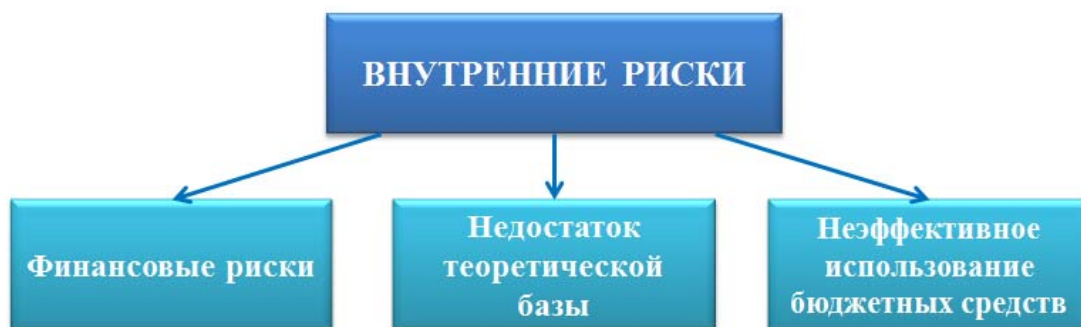 ВНУТРЕННИЕ РИСКИ
Финансовые риски
Недостаток
теоретической
базы
Неэффективное
использование
бюджетных средств